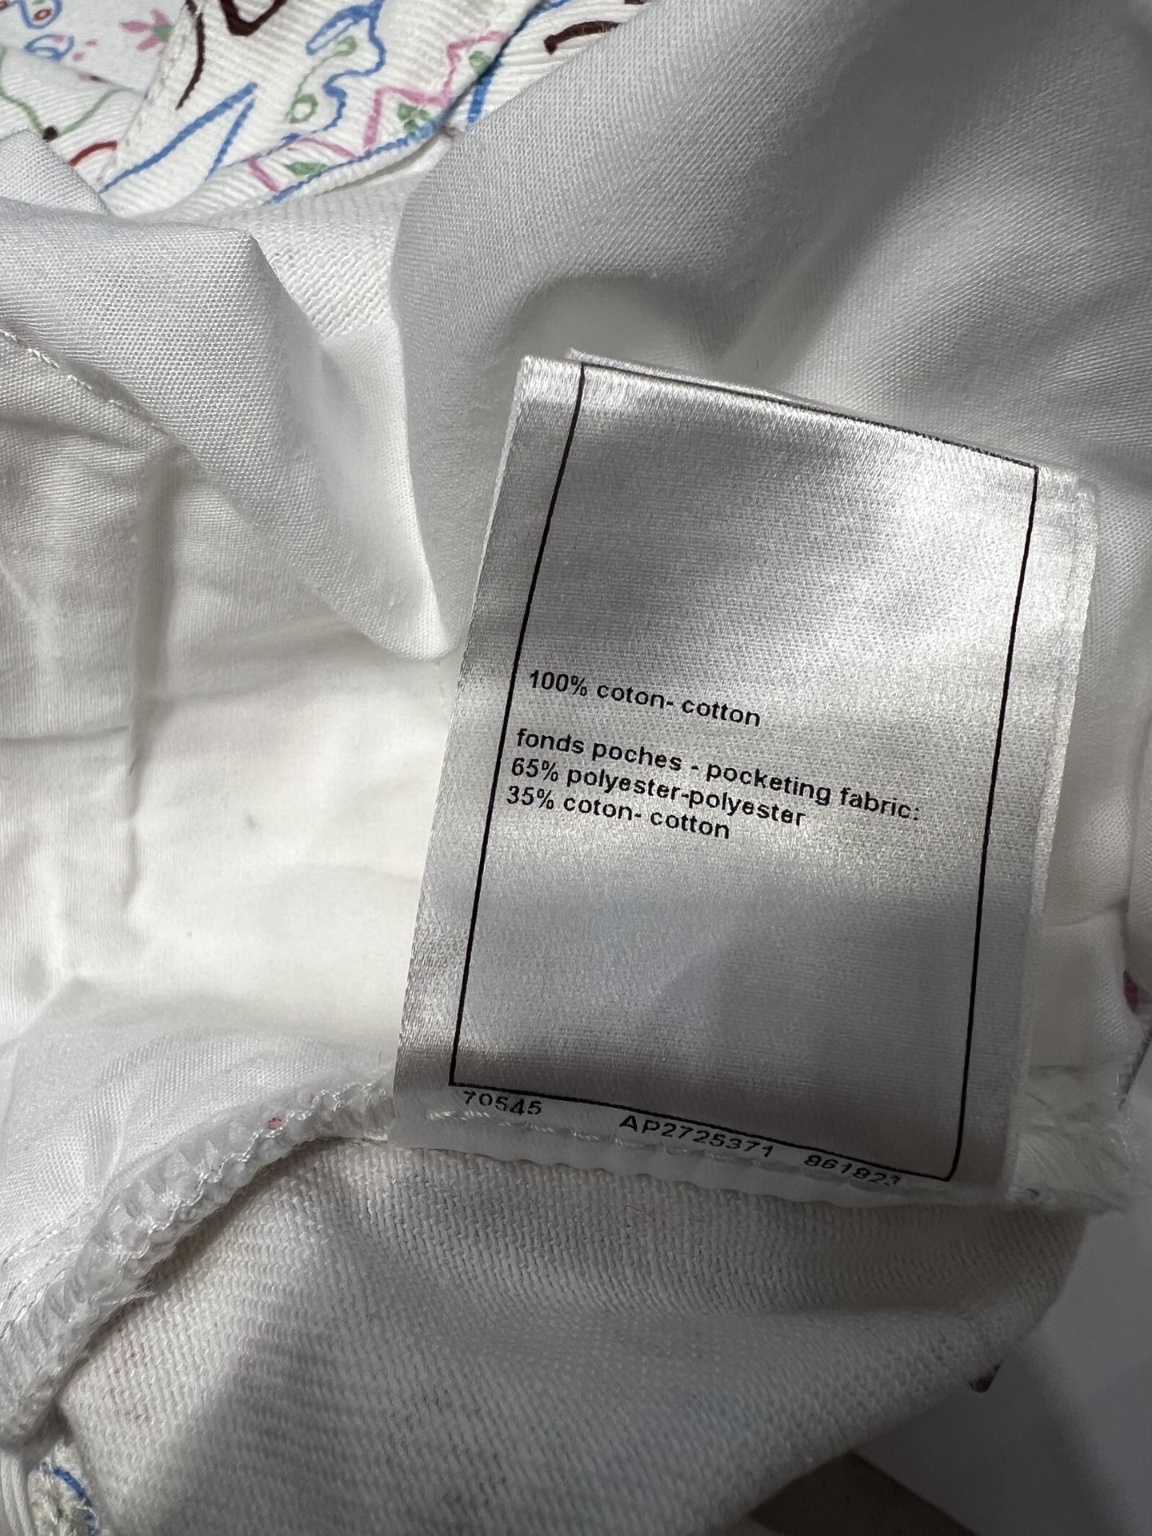 100% coton- cotton
fonds poches - pocketing fabric:
65% polyester-polyester
35% coton- cotton
70545 AP2725371 861823